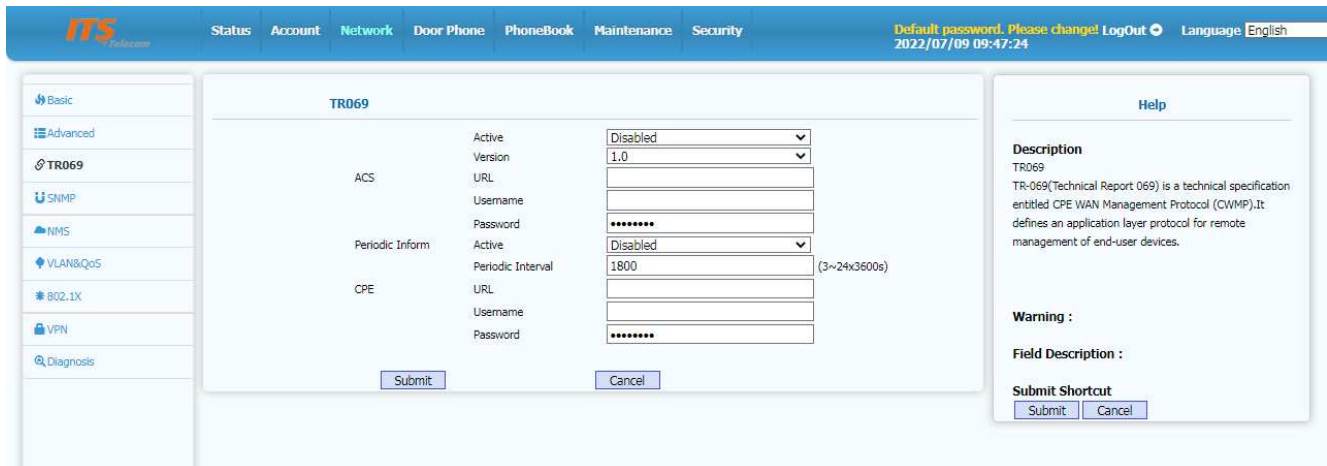 ITS
Telecom
Status Account Network Door Phone PhoneBook Maintenance Security
Default password. Please change! LogOut
Language English
2022/07/09 09:47:24
Basic
Advanced
TR069
SNMP
NMS
VLAN&QoS
802.1X
VPN
Diagnosis
TR069
Active Disabled
Version 1.0
ACS URL
Username
Password ••••••••
Periodic Inform Active Disabled
Periodic Interval 1800 (3~24x3600s)
CPE URL
Username
Password ••••••••
Submit Cancel
Help
Description
TR069
TR-069(Technical Report 069) is a technical specification
entitled CPE WAN Management Protocol (CWMP).It
defines an application layer protocol for remote
management of end-user devices.
Warning :
Field Description :
Submit Shortcut
Submit Cancel